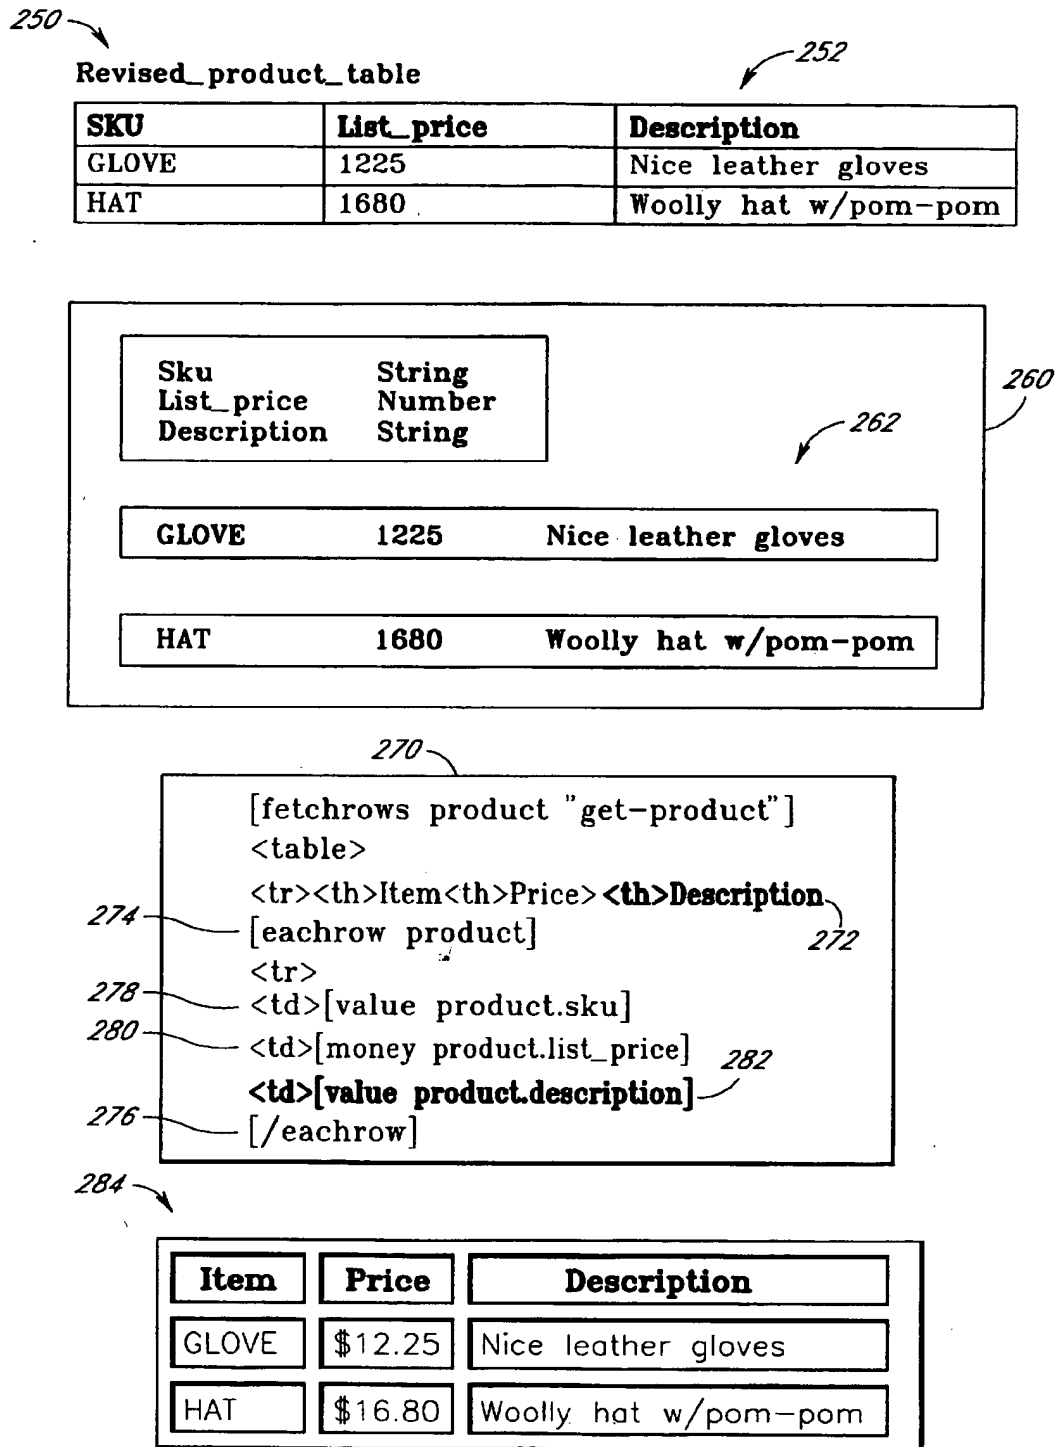 250
252
Revised_product_table
SKU List_price Description
GLOVE 1225 Nice leather gloves
HAT 1680 Woolly hat w/pom-pom
260
262
Sku String
List_price Number
Description String
GLOVE 1225 Nice leather gloves
HAT 1680 Woolly hat w/pom-pom
270
[fetchrows product "get-product"]
<table>
<tr><th>Item<th>Price><th>Description
272
274
[eachrow product]
<tr>
278
<td>[value product.sku]
280
<td>[money product.list_price]
282
<td>[value product.description]
276
[/eachrow]
284
Item Price Description
GLOVE $12.25 Nice leather gloves
HAT $16.80 Woolly hat w/pom-pom